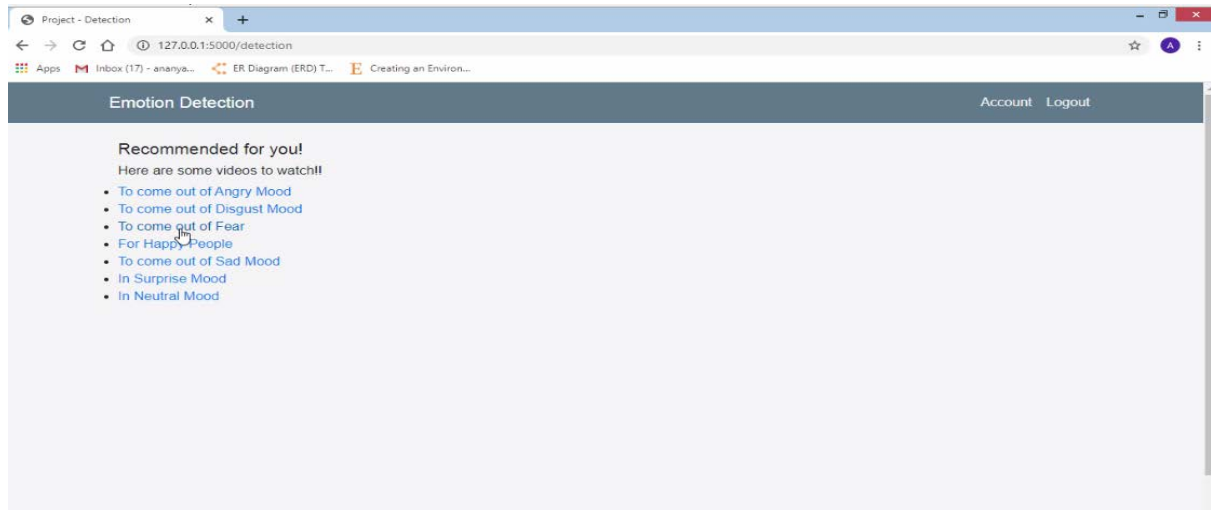 Project - Detection
127.0.0.1:5000/detection
A
Apps Inbox (17) - ananya... ER Diagram (ERD) T... E Creating an Environ...
Emotion Detection Account Logout
Recommended for you!
Here are some videos to watch!!
To come out of Angry Mood
To come out of Disgust Mood
To come out of Fear
For Happy People
To come out of Sad Mood
In Surprise Mood
In Neutral Mood